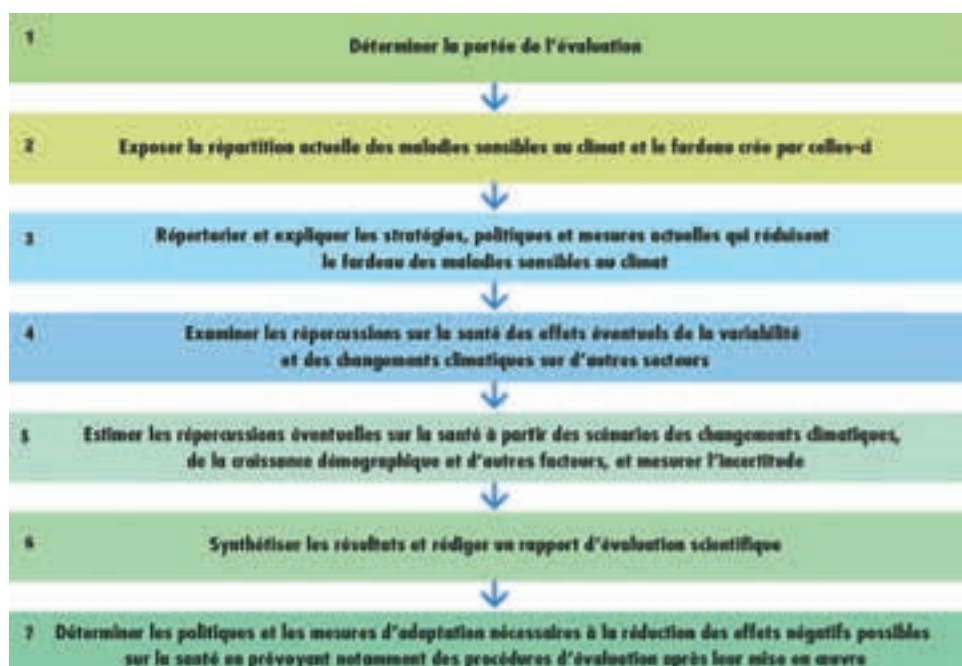 1
Déterminer la portée de l'évaluation
2
Exposer la répartition actuelle des maladies sensibles au climat et le fardeau crée par celles-ci
3
Répertorier et expliquer les stratégies, politiques et mesures actuelles qui réduisent
le fardeau des maladies sensibles au climat
4
Examiner les répercussions sur la santé des effets éventuels de la variabilité
et des changements climatiques sur d'autres secteurs
5
Estimer les répercussions éventuelles sur la santé à partir des scénarios des changements climatiques,
de la croissance démographique et d'autres facteurs, et mesurer l'incertitude
6
Synthétiser les résultats et rédiger un rapport d'évaluation scientifique
7
Déterminer les politiques et les mesures d'adaptation nécessaires à la réduction des effets négatifs possibles
sur la santé en prévoyant notamment des procédures d'évaluation après leur mise en œuvre